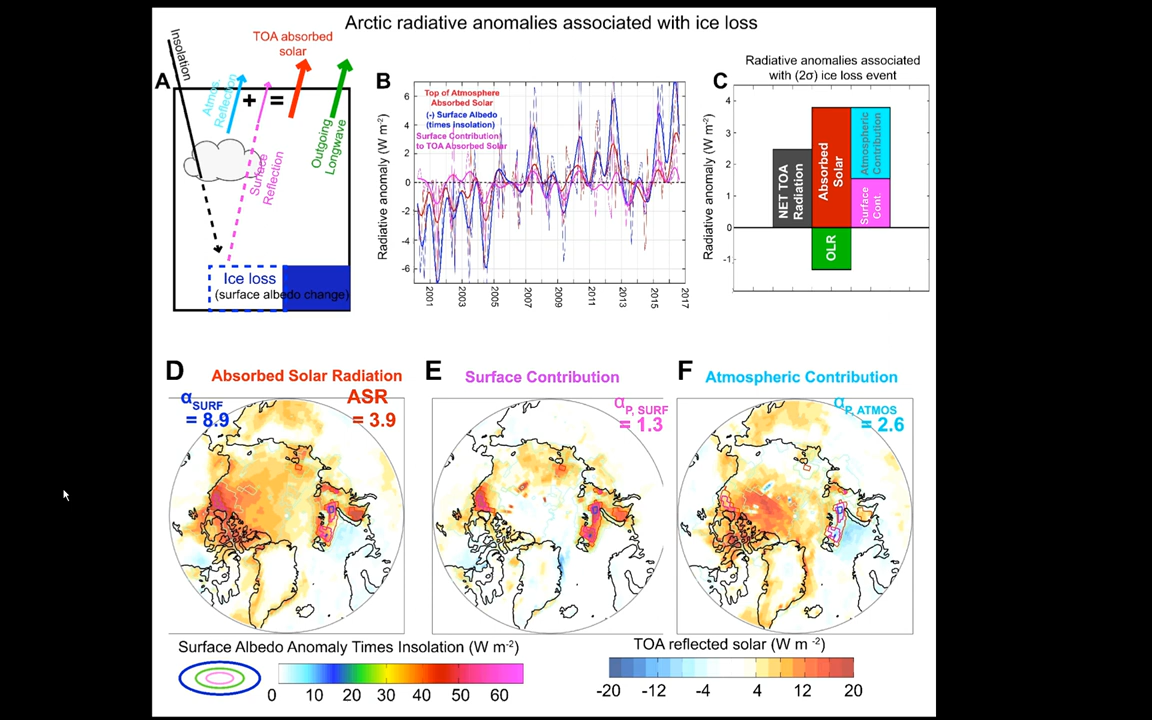 Arctic radiative anomalies associated with ice loss
A
Insolation
Atmos.
Reflection
+
=
TOA absorbed
solar
Surface
Reflection
Outgoing
Longwave
Ice loss
(surface albedo change)
B
Radiative anomaly (W m-2)
Top of Atmosphere
Absorbed Solar
(-) Surface Albedo
(times Insolation)
Surface Contribution
to TOA Absorbed Solar
6
4
2
0
-2
-4
-6
2001
2003
2005
2007
2009
2011
2013
2015
2017
C
Radiative anomalies associated
with (2σ) ice loss event
Radiative anomaly (W m-2)
4
3
2
1
0
-1
NET TOA
Radiation
Absorbed
Solar
Atmospheric
Contribution
Surface
Cont.
OLR
D
Absorbed Solar Radiation
αSURF
= 8.9
ASR
= 3.9
E
Surface Contribution
αP, SURF
= 1.3
F
Atmospheric Contribution
αP, ATMOS
= 2.6
Surface Albedo Anomaly Times Insolation (W m-2)
0 10 20 30 40 50 60
TOA reflected solar (W m -2)
-20 -12 -4 4 12 20